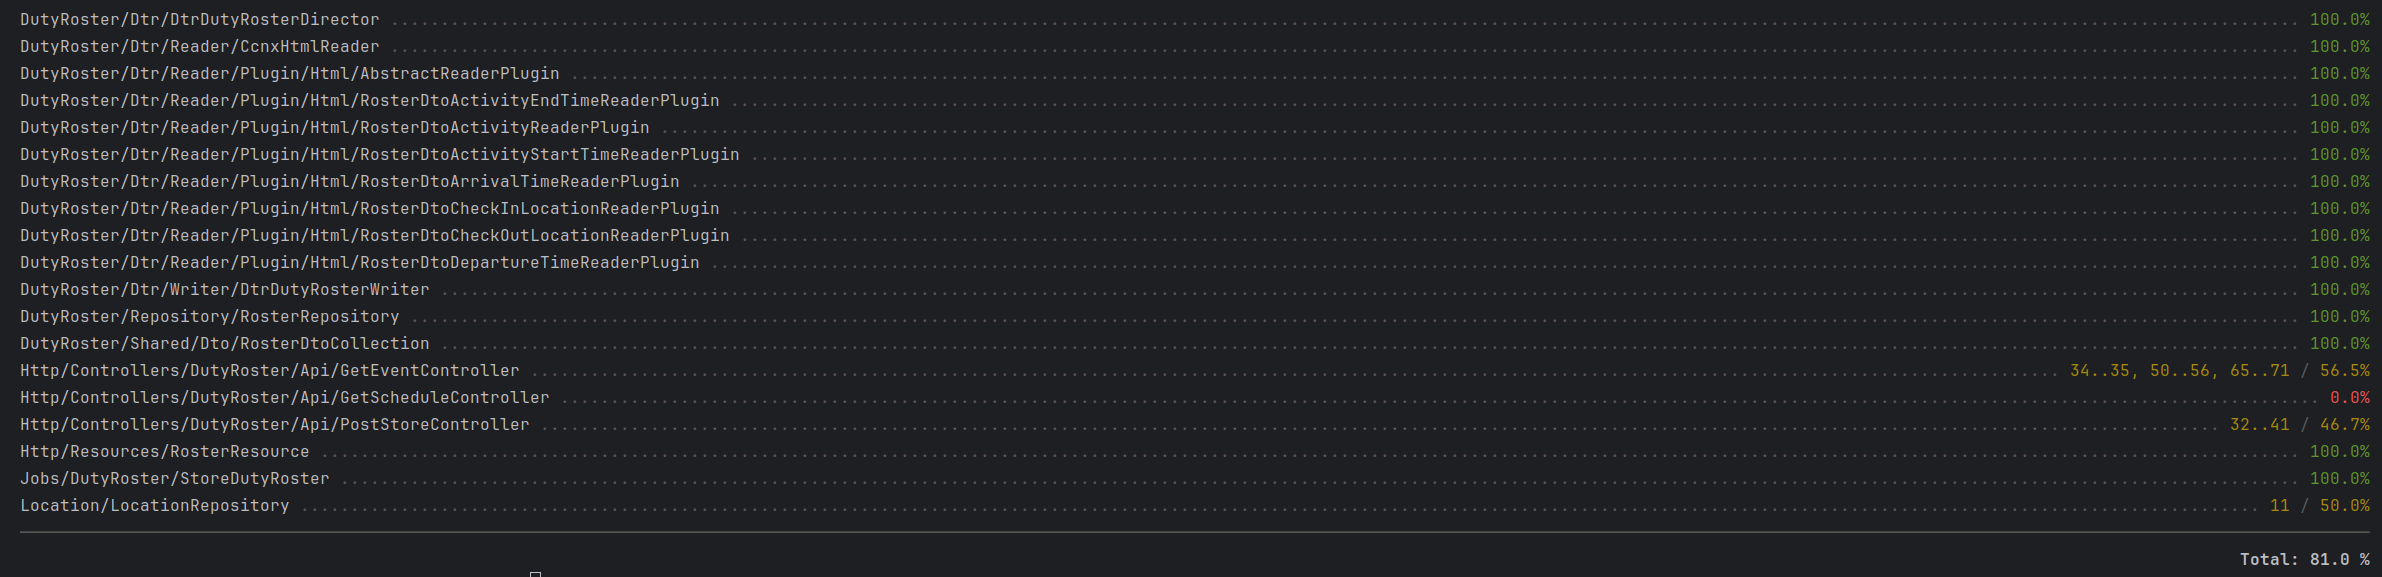 DutyRoster/Dtr/DtrDutyRosterDirector 100.0%
DutyRoster/Dtr/Reader/CcnxHtmlReader 100.0%
DutyRoster/Dtr/Reader/Plugin/Html/AbstractReaderPlugin 100.0%
DutyRoster/Dtr/Reader/Plugin/Html/RosterDtoActivityEndTimeReaderPlugin 100.0%
DutyRoster/Dtr/Reader/Plugin/Html/RosterDtoActivityReaderPlugin 100.0%
DutyRoster/Dtr/Reader/Plugin/Html/RosterDtoActivityStartTimeReaderPlugin 100.0%
DutyRoster/Dtr/Reader/Plugin/Html/RosterDtoArrivalTimeReaderPlugin 100.0%
DutyRoster/Dtr/Reader/Plugin/Html/RosterDtoCheckInLocationReaderPlugin 100.0%
DutyRoster/Dtr/Reader/Plugin/Html/RosterDtoCheckOutLocationReaderPlugin 100.0%
DutyRoster/Dtr/Reader/Plugin/Html/RosterDtoDepartureTimeReaderPlugin 100.0%
DutyRoster/Dtr/Writer/DtrDutyRosterWriter 100.0%
DutyRoster/Repository/RosterRepository 100.0%
DutyRoster/Shared/Dto/RosterDtoCollection 100.0%
Http/Controllers/DutyRoster/Api/GetEventController 34..35, 50..56, 65..71 / 56.5%
Http/Controllers/DutyRoster/Api/GetScheduleController 0.0%
Http/Controllers/DutyRoster/Api/PostStoreController 32..41 / 46.7%
Http/Resources/RosterResource 100.0%
Jobs/DutyRoster/StoreDutyRoster 100.0%
Location/LocationRepository 11 / 50.0%
Total: 81.0 %